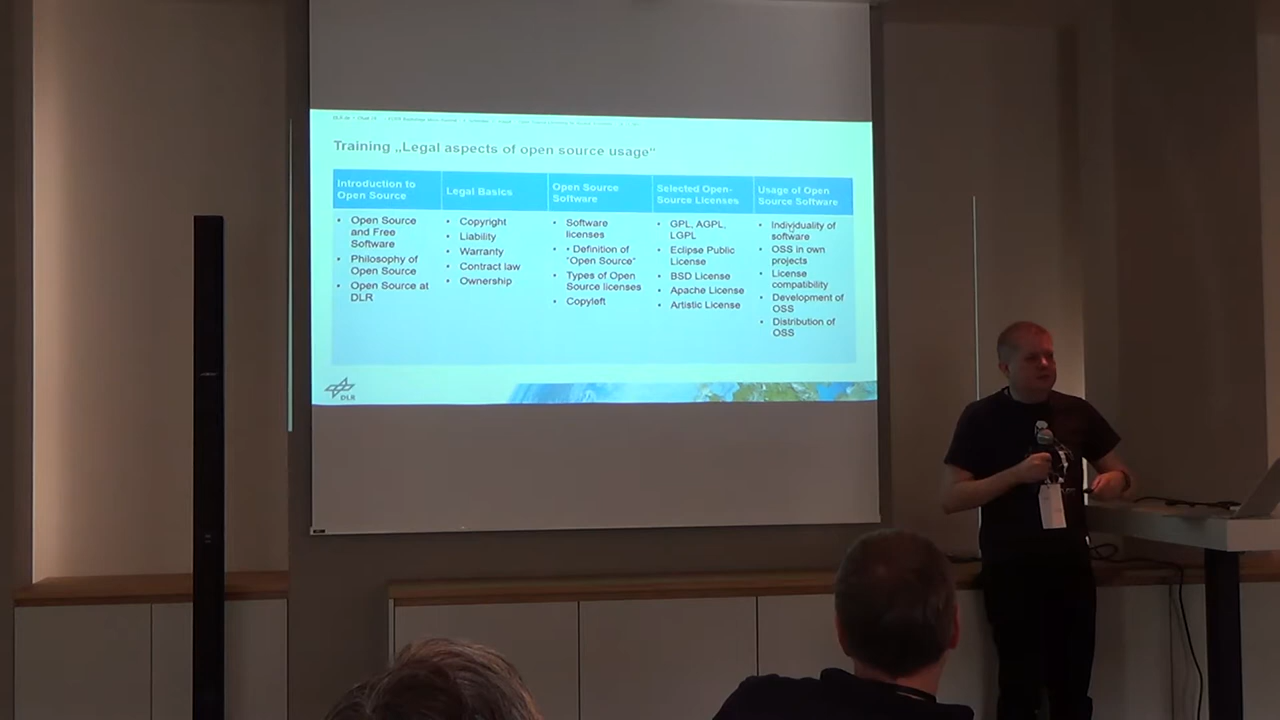 Training „Legal aspects of open source usage“
Introduction to
Open Source
Legal Basics
Open Source
Software
Selected Open-
Source Licenses
Usage of Open
Source Software
• Open Source
and Free
Software
• Philosophy of
Open Source
• Open Source at
DLR
• Copyright
• Liability
• Warranty
• Contract law
• Ownership
• Software
licenses
• • Definition of
"Open Source"
• Types of Open
Source licenses
• Copyleft
• GPL, AGPL,
LGPL
• Eclipse Public
License
• BSD License
• Apache License
• Artistic License
• Individuality of
software
• OSS in own
projects
• License
compatibility
• Development of
OSS
• Distribution of
OSS
DLR